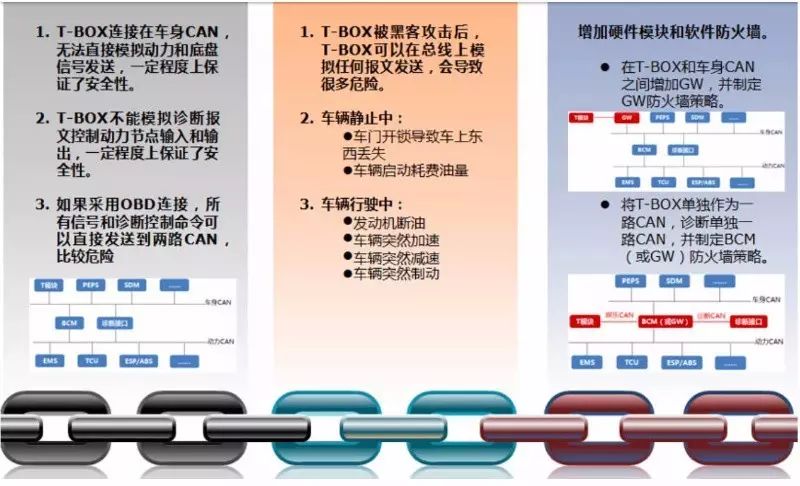 1. T-BOX连接在车身CAN，
无法直接模拟动力和底盘
信号发送，一定程度上保
证了安全性。
2. T-BOX不能模拟诊断报
文控制动力节点输入和输
出，一定程度上保证了安
全性。
3. 如果采用OBD连接，所
有信号和诊断控制命令可
以直接发送到两路CAN，
比较危险
T模块 PEPS SDM ......
车身CAN
BCM 诊断接口
动力CAN
EMS TCU ESP/ABS ......
1. T-BOX被黑客攻击后，
T-BOX可以在总线上模
拟任何报文发送，会导致
很多危险。
2. 车辆静止中：
●车门开锁导致车上东
西丢失
●车辆启动耗费油量
3. 车辆行驶中：
●发动机断油
●车辆突然加速
●车辆突然减速
●车辆突然制动
增加硬件模块和软件防火墙。
● 在T-BOX和车身CAN
之间增加GW，并制定
GW防火墙策略。
T模块 GW PEPS SDM ......
车身CAN
BCM 诊断接口
动力CAN
EMS TCU ESP/ABS ......
● 将T-BOX单独作为一
路CAN，诊断单独一
路CAN，并制定BCM
（或GW）防火墙策略。
PEPS SDM ......
车身CAN
T模块 娱乐CAN BCM（或GW） 诊断CAN 诊断接口
动力CAN
EMS TCU ESP/ABS ......